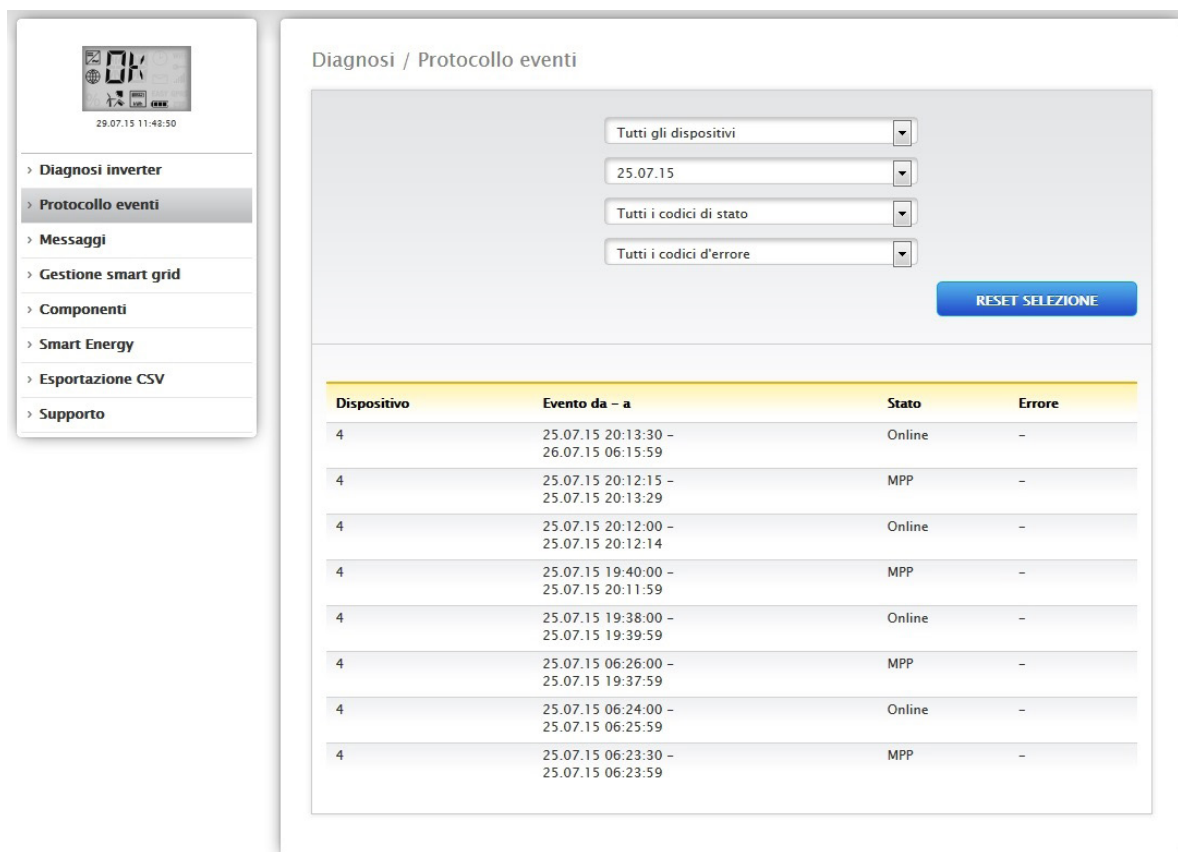 OK
29.07.15 11:43:50
› Diagnosi inverter
› Protocollo eventi
› Messaggi
› Gestione smart grid
› Componenti
› Smart Energy
› Esportazione CSV
› Supporto
Diagnosi / Protocollo eventi
Tutti gli dispositivi
25.07.15
Tutti i codici di stato
Tutti i codici d'errore
RESET SELEZIONE
Dispositivo Evento da – a Stato Errore
4 25.07.15 20:13:30 – Online –
26.07.15 06:15:59
4 25.07.15 20:12:15 – MPP –
25.07.15 20:13:29
4 25.07.15 20:12:00 – Online –
25.07.15 20:12:14
4 25.07.15 19:40:00 – MPP –
25.07.15 20:11:59
4 25.07.15 19:38:00 – Online –
25.07.15 19:39:59
4 25.07.15 06:26:00 – MPP –
25.07.15 19:37:59
4 25.07.15 06:24:00 – Online –
25.07.15 06:25:59
4 25.07.15 06:23:30 – MPP –
25.07.15 06:23:59